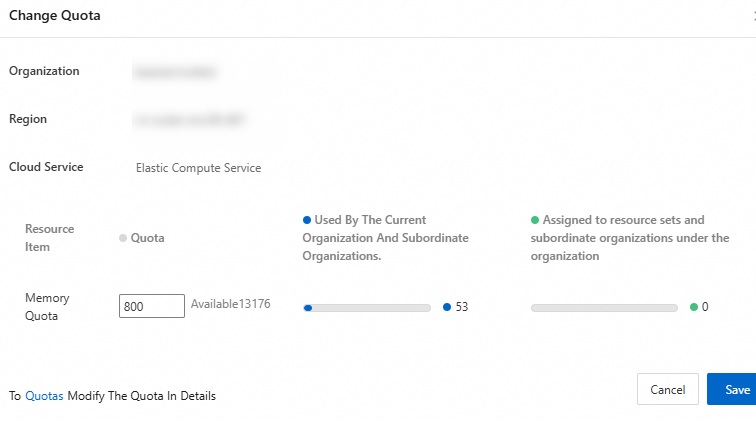 Change Quota
Organization
Region
Cloud Service
Elastic Compute Service
Resource
Item
Quota
Used By The Current
Organization And Subordinate
Organizations.
Assigned to resource sets and
subordinate organizations under the
organization
Memory
Quota
800
Available13176
53
0
To Quotas Modify The Quota In Details
Cancel
Save